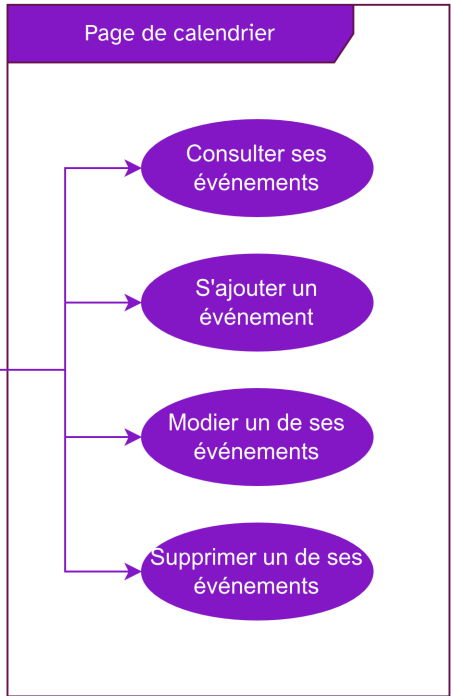 Page de calendrier
Consulter ses
événements
S'ajouter un
événement
Modier un de ses
événements
Supprimer un de ses
événements